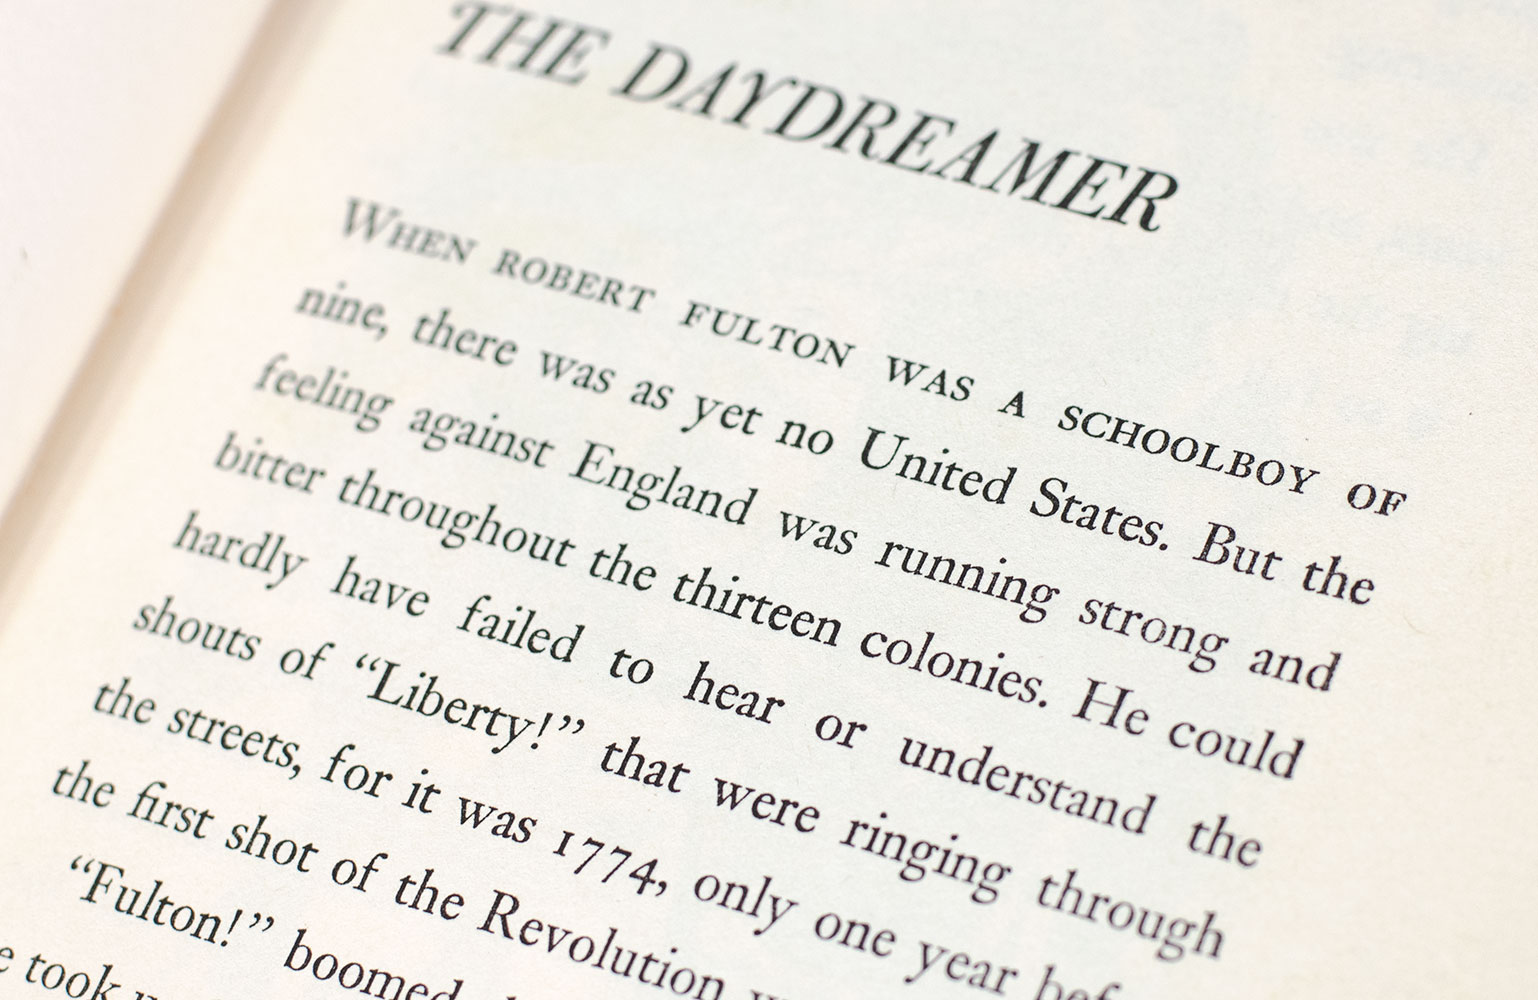 THE DAYDREAMER
WHEN ROBERT FULTON WAS A SCHOOLBOY OF
nine, there was as yet no United States. But the
feeling against England was running strong and
bitter throughout the thirteen colonies. He could
hardly have failed to hear or understand the
shouts of “Liberty!” that were ringing through
the streets, for it was 1774, only one year
the first shot of the Revolution
“Fulton!” boomed
took